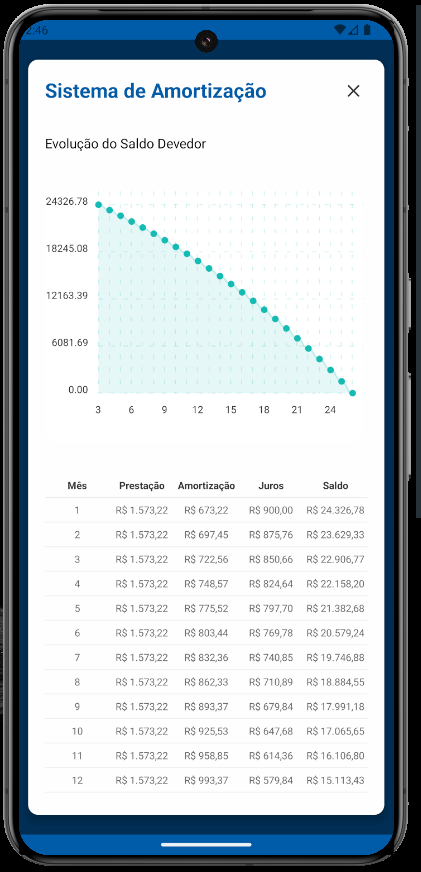 2:46
Sistema de Amortização
Evolução do Saldo Devedor
24326.78
18245.08
12163.39
6081.69
0.00
3 6 9 12 15 18 21 24
Mês Prestação Amortização Juros Saldo
1 R$ 1.573,22 R$ 673,22 R$ 900,00 R$ 24.326,78
2 R$ 1.573,22 R$ 697,45 R$ 875,76 R$ 23.629,33
3 R$ 1.573,22 R$ 722,56 R$ 850,66 R$ 22.906,77
4 R$ 1.573,22 R$ 748,57 R$ 824,64 R$ 22.158,20
5 R$ 1.573,22 R$ 775,52 R$ 797,70 R$ 21.382,68
6 R$ 1.573,22 R$ 803,44 R$ 769,78 R$ 20.579,24
7 R$ 1.573,22 R$ 832,36 R$ 740,85 R$ 19.746,88
8 R$ 1.573,22 R$ 862,33 R$ 710,89 R$ 18.884,55
9 R$ 1.573,22 R$ 893,37 R$ 679,84 R$ 17.991,18
10 R$ 1.573,22 R$ 925,53 R$ 647,68 R$ 17.065,65
11 R$ 1.573,22 R$ 958,85 R$ 614,36 R$ 16.106,80
12 R$ 1.573,22 R$ 993,37 R$ 579,84 R$ 15.113,43